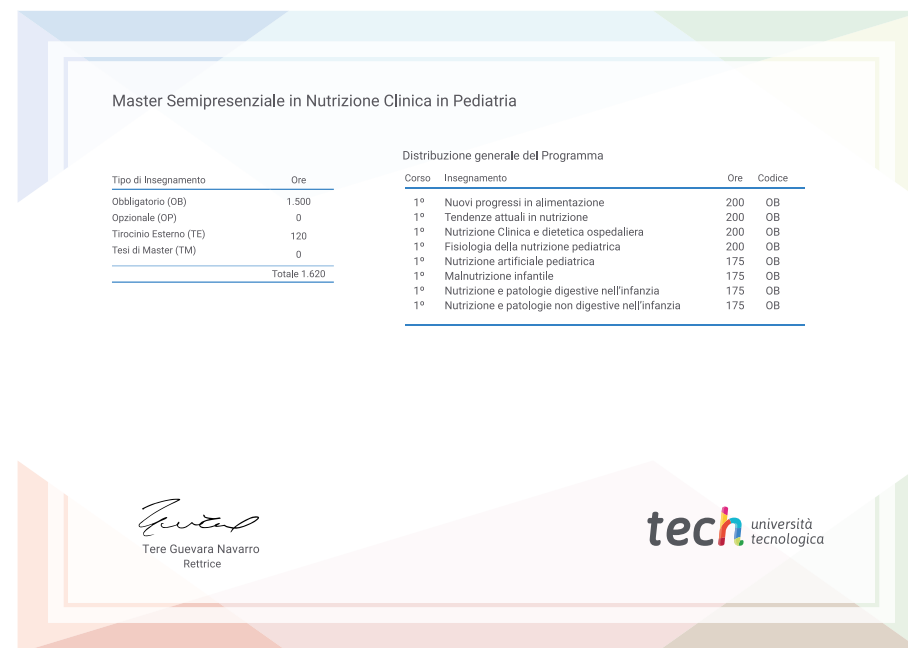 Master Semipresenziale in Nutrizione Clinica in Pediatria
Tipo di Insegnamento Ore
Obbligatorio (OB) 1.500
Opzionale (OP) 0
Tirocinio Esterno (TE) 120
Tesi di Master (TM) 0
Totale 1.620
Distribuzione generale del Programma
Corso Insegnamento Ore Codice
1º Nuovi progressi in alimentazione 200 OB
1º Tendenze attuali in nutrizione 200 OB
1º Nutrizione Clinica e dietetica ospedaliera 200 OB
1º Fisiologia della nutrizione pediatrica 200 OB
1º Nutrizione artificiale pediatrica 175 OB
1º Malnutrizione infantile 175 OB
1º Nutrizione e patologie digestive nell'infanzia 175 OB
1º Nutrizione e patologie non digestive nell'infanzia 175 OB
Tere Guevara Navarro
Rettrice
tech università
tecnologica